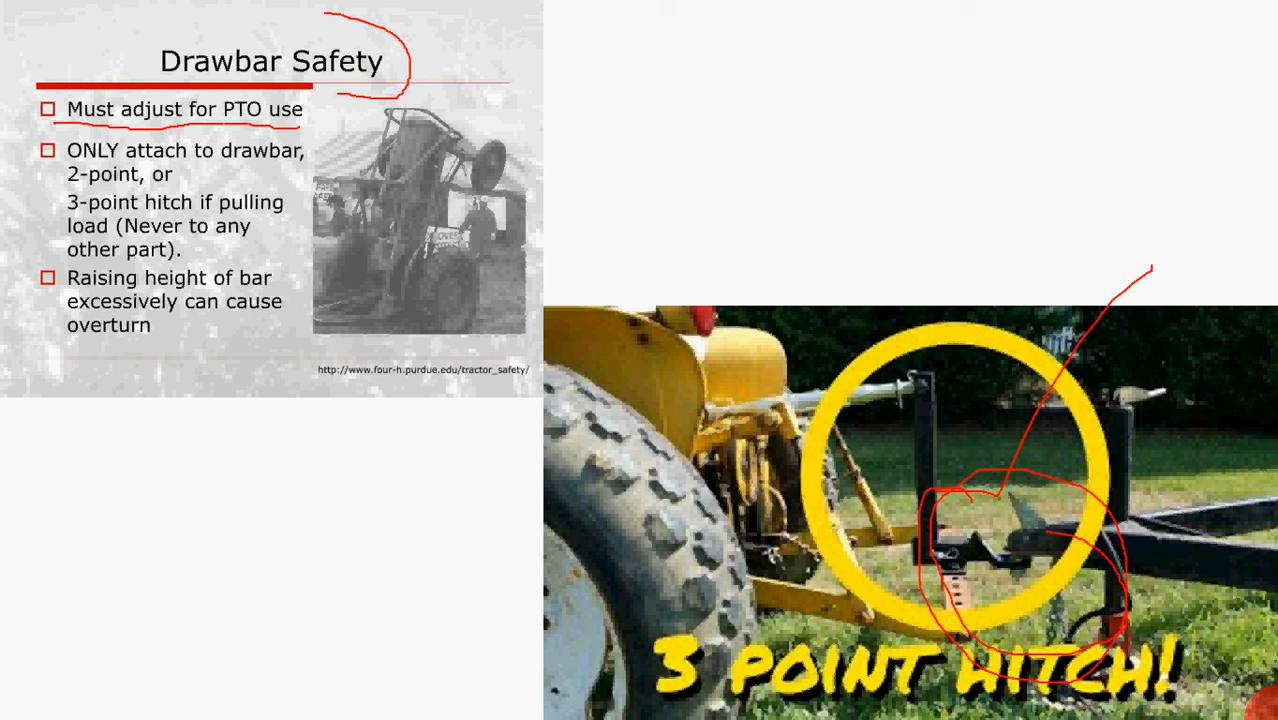 Drawbar Safety
Must adjust for PTO use
ONLY attach to drawbar,
2-point, or
3-point hitch if pulling
load (Never to any
other part).
Raising height of bar
excessively can cause
overturn
http://www.four-h.purdue.edu/tractor_safety/
3 POINT HITCH!